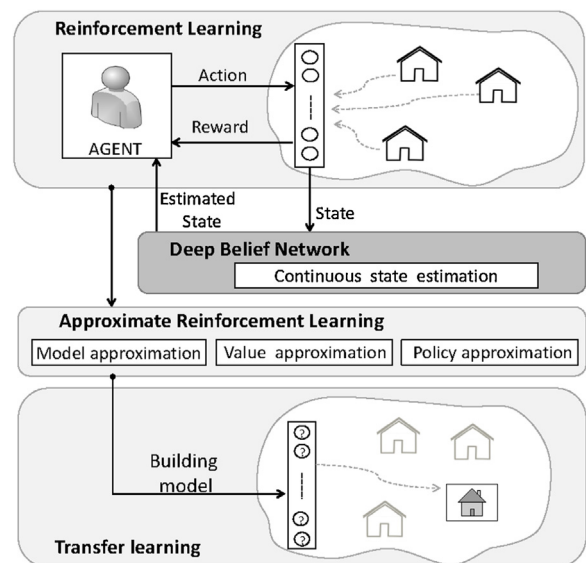 Reinforcement Learning
Action
Reward
AGENT
Estimated
State
State
Deep Belief Network
Continuous state estimation
Approximate Reinforcement Learning
Model approximation
Value approximation
Policy approximation
?
?
Building
model
?
?
Transfer learning